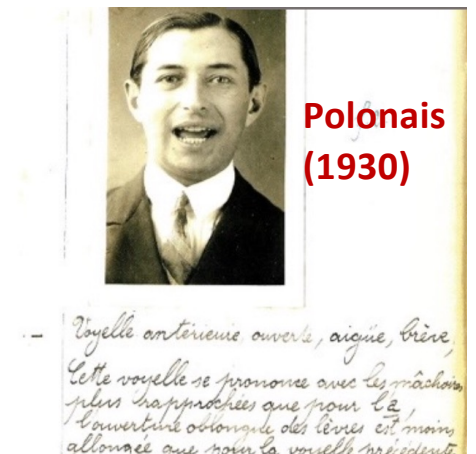 Polonais
(1930)
Voyelle antérieure, ouverte, aigüe, brève,
Cette voyelle se prononce avec les mâchoires
plus rapprochées que pour l'a,
l'ouverture oblongue des lèvres est moins
allongée que pour la voyelle précédente